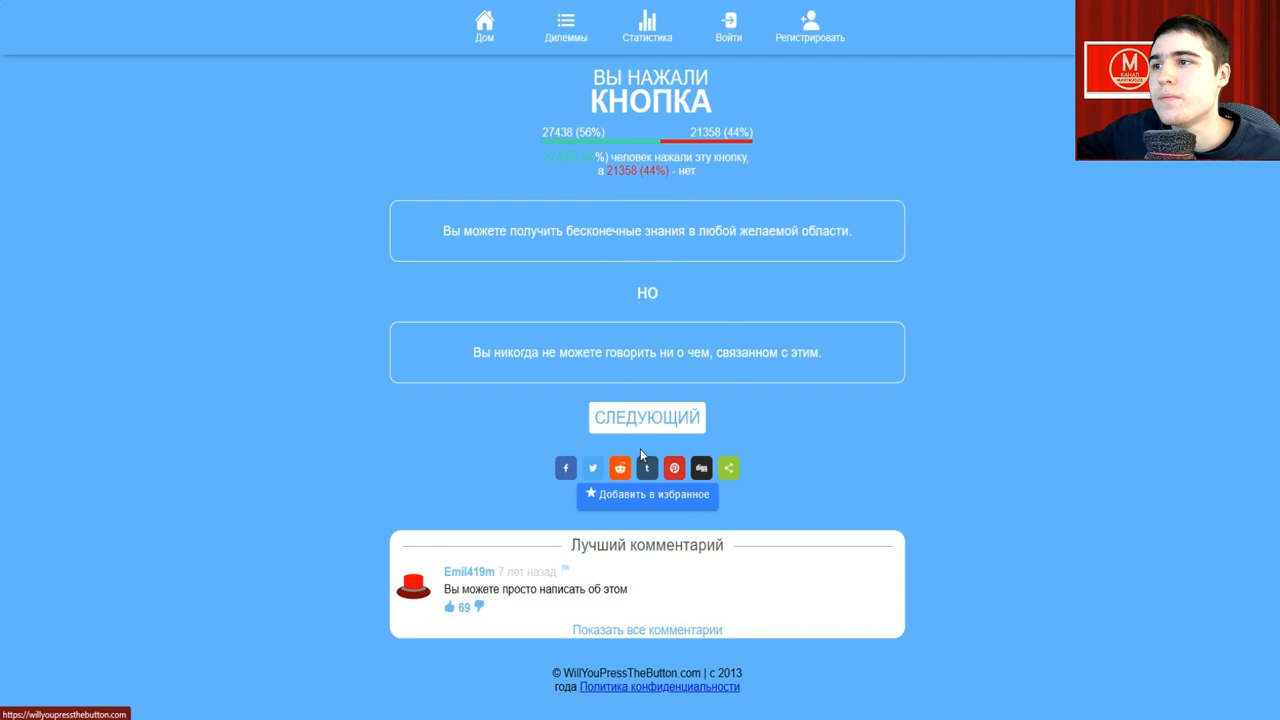 Дом
Дилеммы
Статистика
Войти
Регистрировать
М
КАНАЛ
ВЫ НАЖАЛИ
КНОПКА
27438 (56%)
21358 (44%)
%) человек нажали эту кнопку,
а 21358 (44%) - нет.
Вы можете получить бесконечные знания в любой желаемой области.
НО
Вы никогда не можете говорить ни о чем, связанном с этим.
СЛЕДУЮЩИЙ
Добавить в избранное
Лучший комментарий
Emil419m 7 лет назад
Вы можете просто написать об этом
69
Показать все комментарии
© WillYouPressTheButton.com | с 2013
года Политика конфиденциальности
https://willyoupressthebutton.com